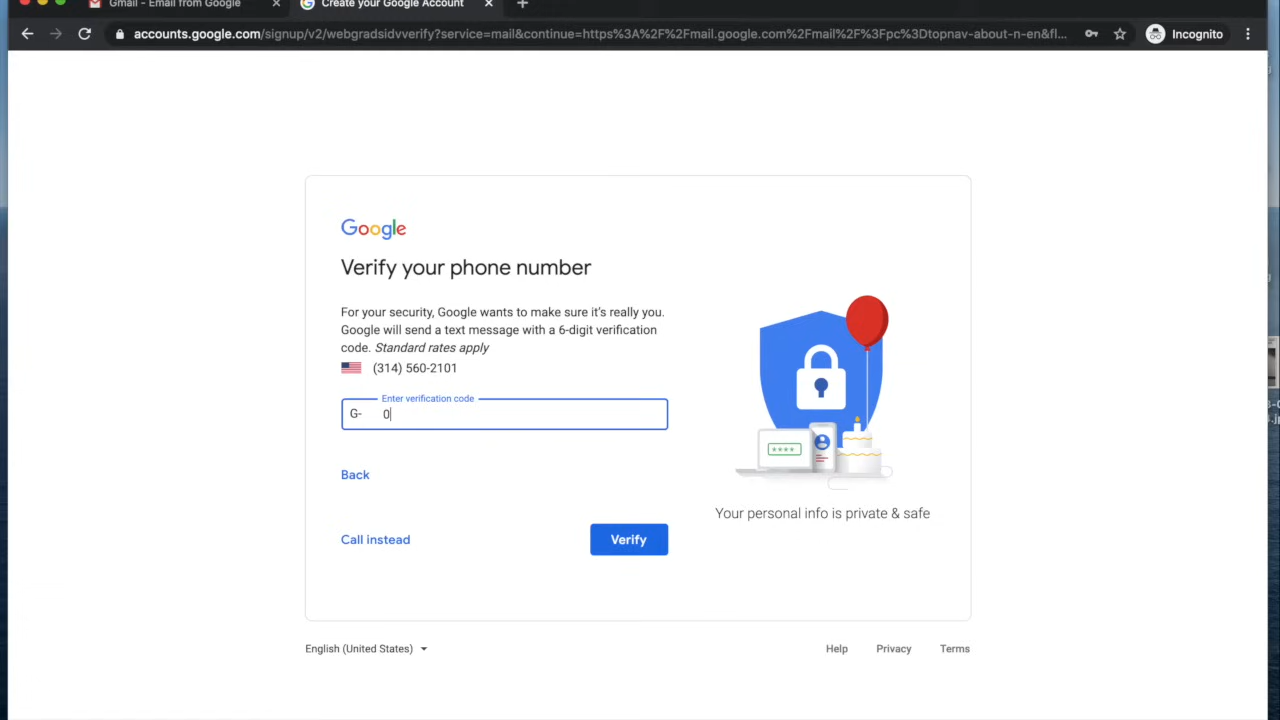 Gmail - Email from Google
Create your Google Account
accounts.google.com/signup/v2/webgradsidvverify?service=mail&continue=https%3A%2F%2Fmail.google.com%2Fmail%2F%3Fpc%3Dtopnav-about-n-en&fl...
Incognito
Google
Verify your phone number
For your security, Google wants to make sure it's really you.
Google will send a text message with a 6-digit verification
code. Standard rates apply
(314) 560-2101
Enter verification code
G- 0
Back
Call instead
Verify
****
Your personal info is private & safe
English (United States)
Help
Privacy
Terms